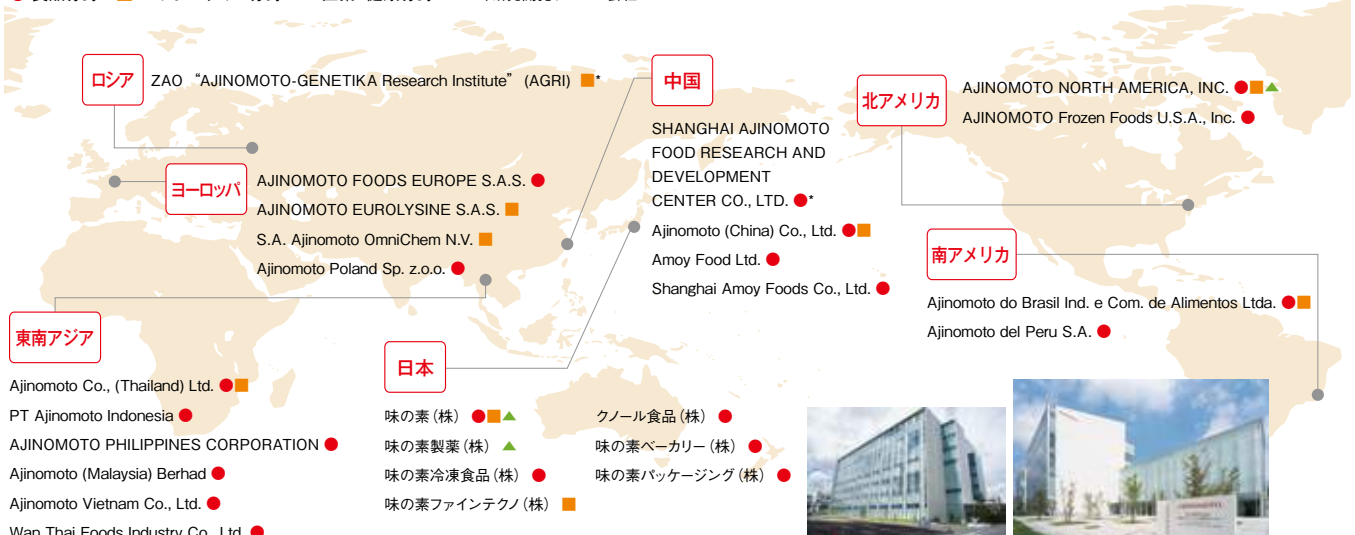 ロシア
ZAO “AJINOMOTO-GENETIKA Research Institute” (AGRI) ■*
ヨーロッパ
AJINOMOTO FOODS EUROPE S.A.S. ●
AJINOMOTO EUROLYSINE S.A.S. ■
S.A. Ajinomoto OmniChem N.V. ■
Ajinomoto Poland Sp. z.o.o. ●
中国
SHANGHAI AJINOMOTO
FOOD RESEARCH AND
DEVELOPMENT
CENTER CO., LTD. ●*
Ajinomoto (China) Co., Ltd. ●■
Amoy Food Ltd. ●
Shanghai Amoy Foods Co., Ltd. ●
北アメリカ
AJINOMOTO NORTH AMERICA, INC. ●■▲
AJINOMOTO Frozen Foods U.S.A., Inc. ●
南アメリカ
Ajinomoto do Brasil Ind. e Com. de Alimentos Ltda. ●■
Ajinomoto del Peru S.A. ●
東南アジア
Ajinomoto Co., (Thailand) Ltd. ●■
PT Ajinomoto Indonesia ●
AJINOMOTO PHILIPPINES CORPORATION ●
Ajinomoto (Malaysia) Berhad ●
Ajinomoto Vietnam Co., Ltd. ●
Wan Thai Foods Industry Co., Ltd. ●
日本
味の素（株） ●■▲
味の素製薬（株） ▲
味の素冷凍食品（株） ●
味の素ファインテクノ（株） ■
クノール食品（株） ●
味の素ベーカリー（株） ●
味の素パッケージング（株） ●